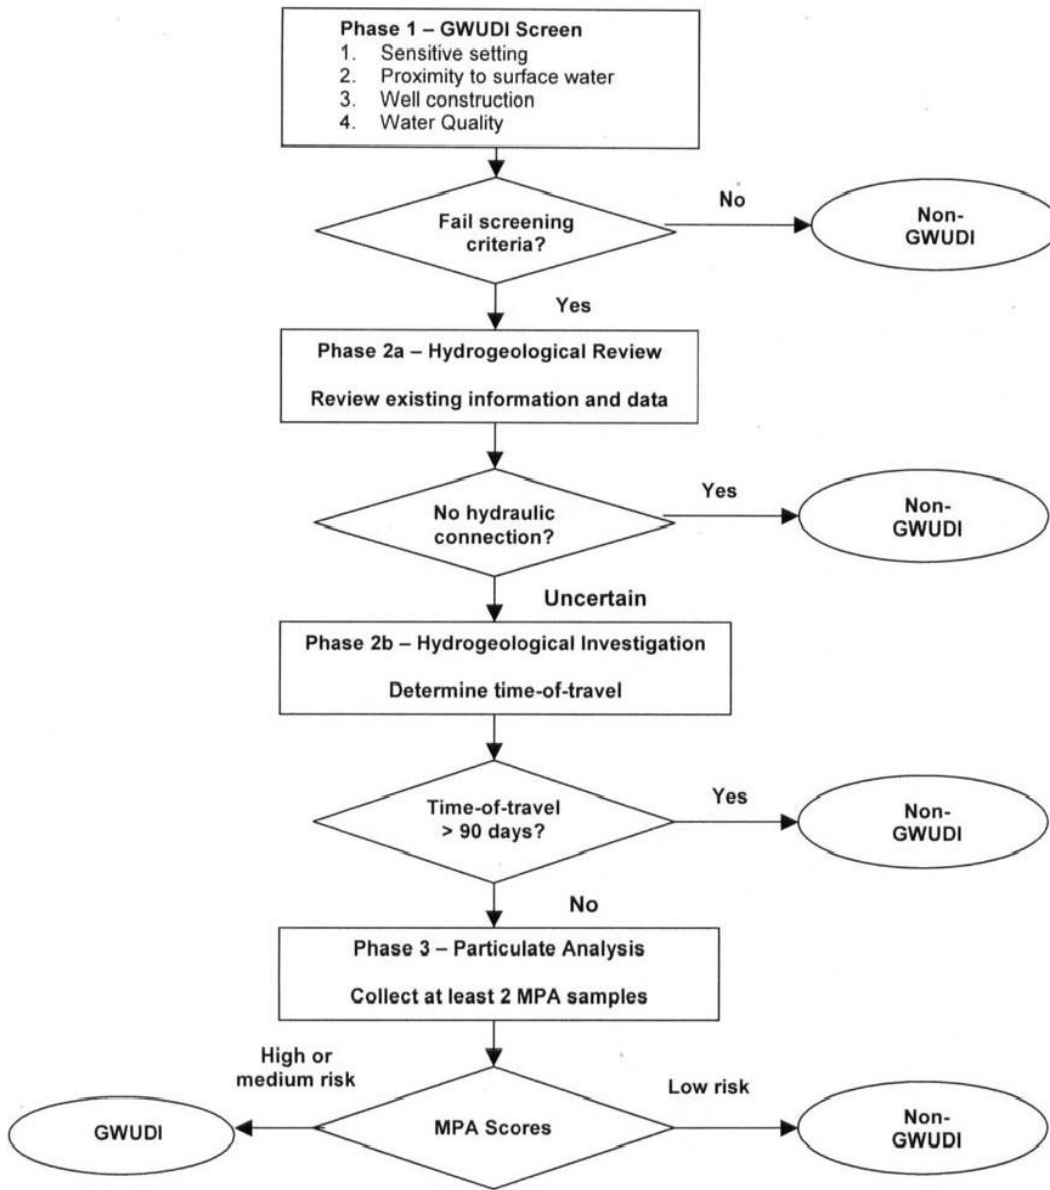 Phase 1 – GWUDI Screen
1. Sensitive setting
2. Proximity to surface water
3. Well construction
4. Water Quality
Fail screening
criteria?
No
Non-
GWUDI
Yes
Phase 2a – Hydrogeological Review
Review existing information and data
No hydraulic
connection?
Yes
Non-
GWUDI
Uncertain
Phase 2b – Hydrogeological Investigation
Determine time-of-travel
Time-of-travel
> 90 days?
Yes
Non-
GWUDI
No
Phase 3 – Particulate Analysis
Collect at least 2 MPA samples
High or
medium risk
Low risk
GWUDI
MPA Scores
Non-
GWUDI